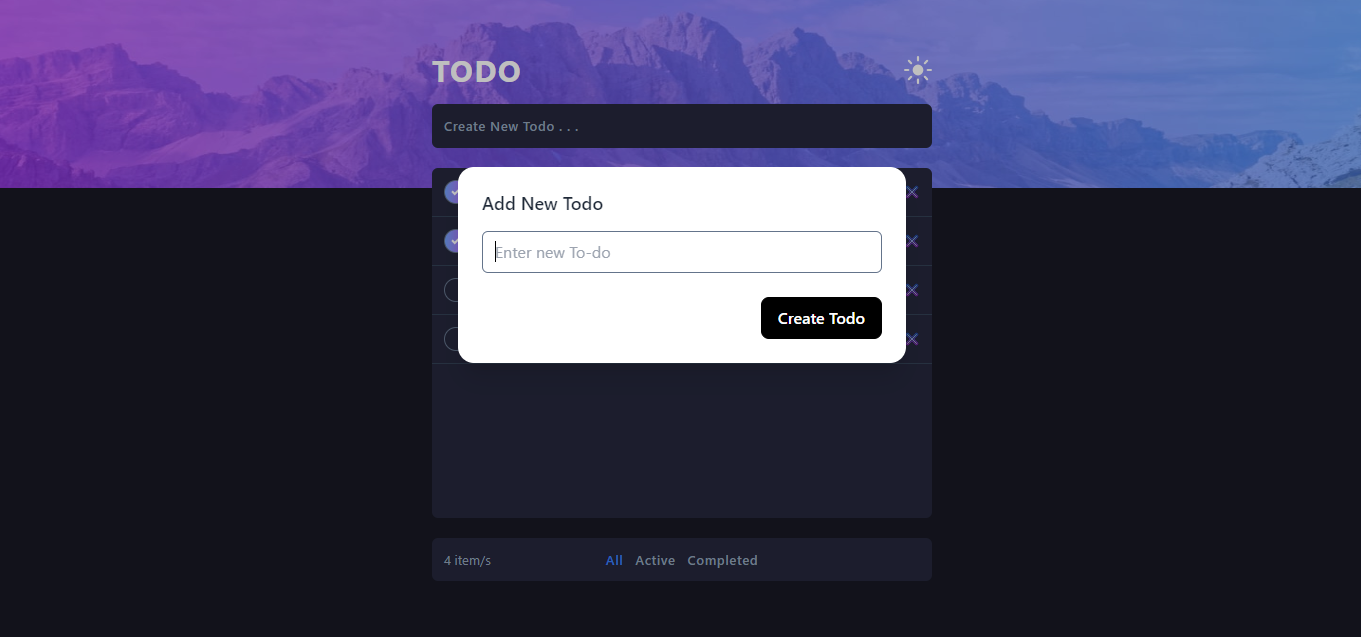 TODO
Create New Todo . . .
Add New Todo
Enter new To-do
Create Todo
4 item/s All Active Completed